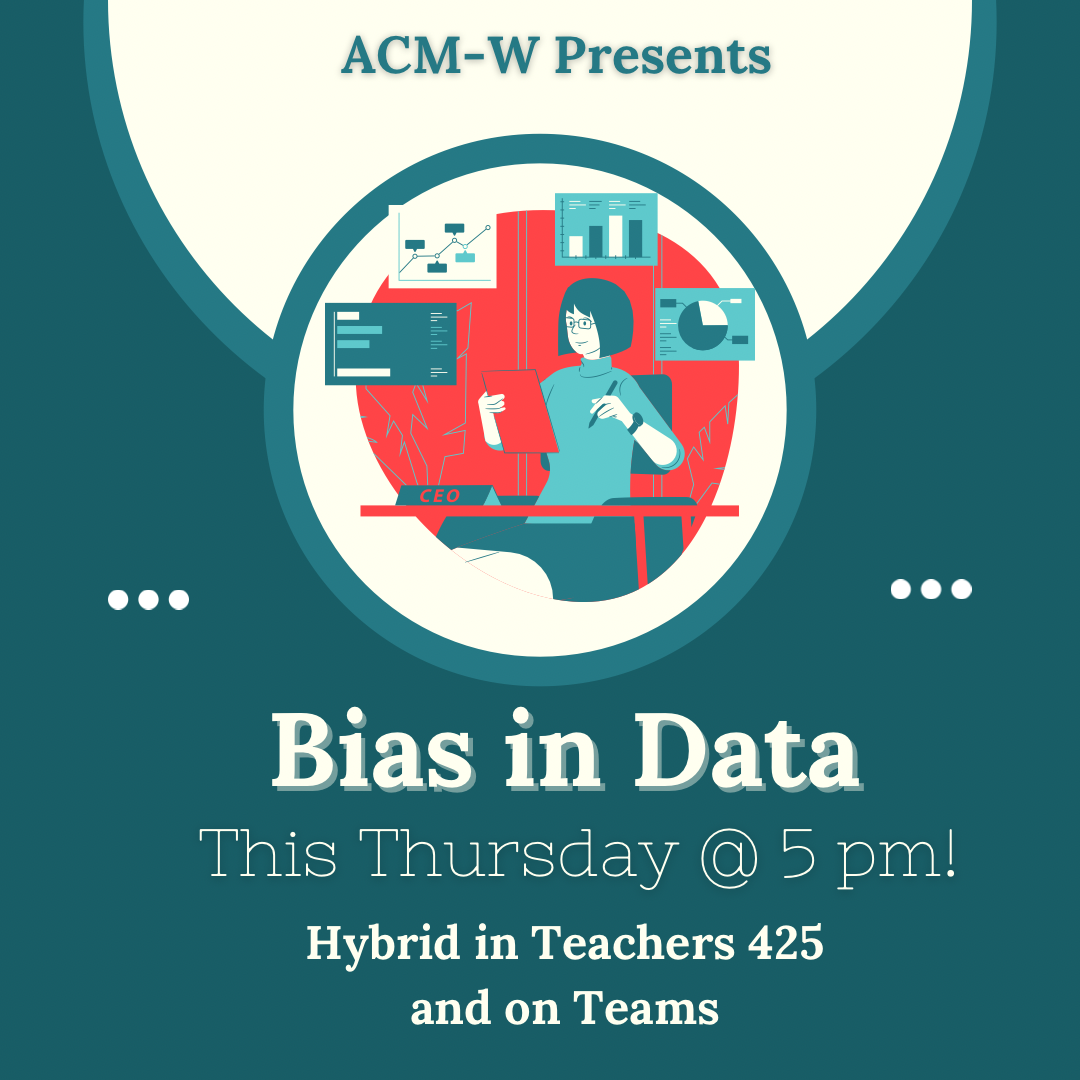 ACM-W Presents
CEO
Bias in Data
This Thursday @ 5 pm!
Hybrid in Teachers 425
and on Teams